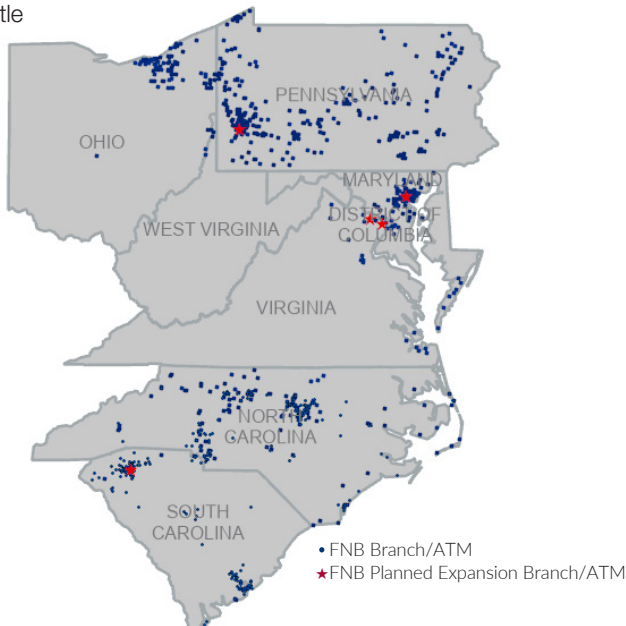 tle
PENNSYLVANIA
OHIO
MARYLAND
WEST VIRGINIA
DISTRICT OF
COLUMBIA
VIRGINIA
NORTH
CAROLINA
SOUTH
CAROLINA
FNB Branch/ATM
FNB Planned Expansion Branch/ATM